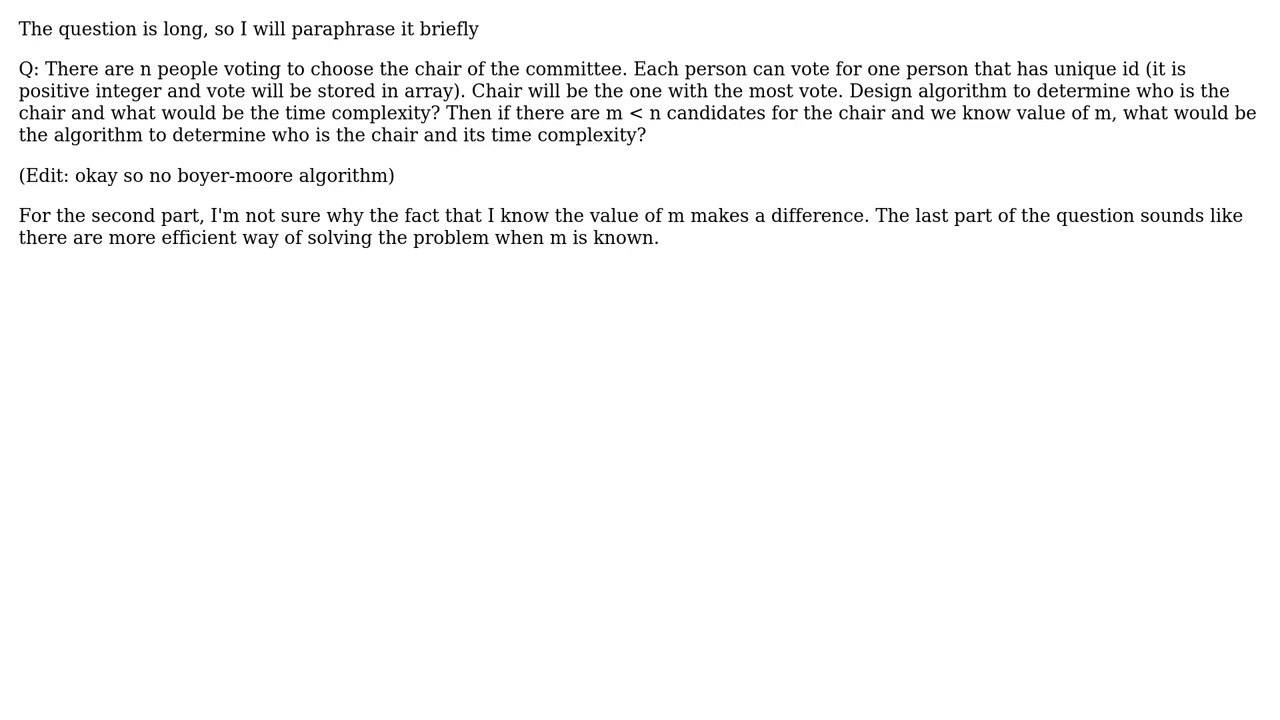 The question is long, so I will paraphrase it briefly
Q: There are n people voting to choose the chair of the committee. Each person can vote for one person that has unique id (it is
positive integer and vote will be stored in array). Chair will be the one with the most vote. Design algorithm to determine who is the
chair and what would be the time complexity? Then if there are m < n candidates for the chair and we know value of m, what would be
the algorithm to determine who is the chair and its time complexity?
(Edit: okay so no boyer-moore algorithm)
For the second part, I'm not sure why the fact that I know the value of m makes a difference. The last part of the question sounds like
there are more efficient way of solving the problem when m is known.